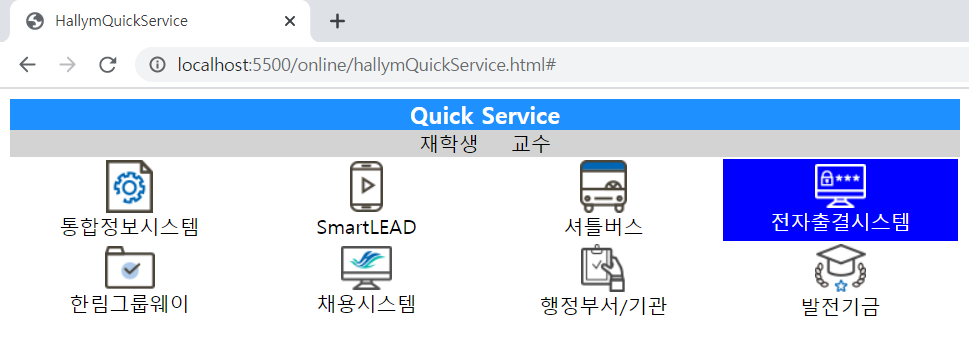 HallymQuickService
localhost:5500/online/hallymQuickService.html#
Quick Service
재학생 교수
통합정보시스템 SmartLEAD 셔틀버스 전자출결시스템
한림그룹웨이 채용시스템 행정부서/기관 발전기금